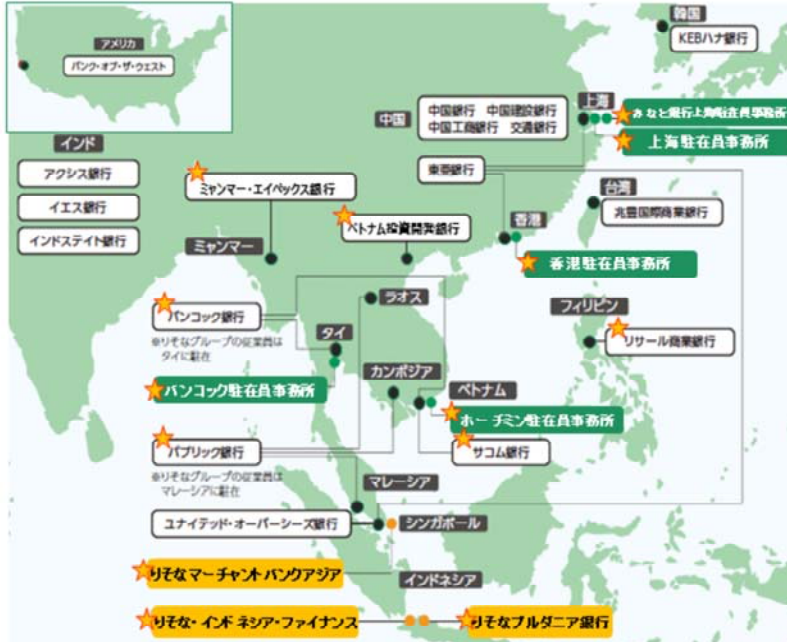 アメリカ
バンク・オブ・ザ・ウエスト
韓国
KEBハナ銀行
中国
中国銀行 中国建設銀行
中国工商銀行 交通銀行
上海
みなと銀行上海駐在員事務所
上海駐在員事務所
インド
アクシス銀行
イエス銀行
インドステイト銀行
東亜銀行
ミャンマー・エイペックス銀行
ミャンマー
ベトナム投資開発銀行
香港
香港駐在員事務所
台湾
兆豊国際商業銀行
ラオス
フィリピン
リサール商業銀行
バンコック銀行
※りそなグループの従業員は
タイに駐在
タイ
バンコック駐在員事務所
カンボジア
ベトナム
ホーチミン駐在員事務所
サコム銀行
パブリック銀行
※りそなグループの従業員は
マレーシアに駐在
マレーシア
ユナイテッド・オーバーシーズ銀行
シンガポール
りそなマーチャントバンクアジア
インドネシア
りそな・インドネシア・ファイナンス
りそなプルダニア銀行